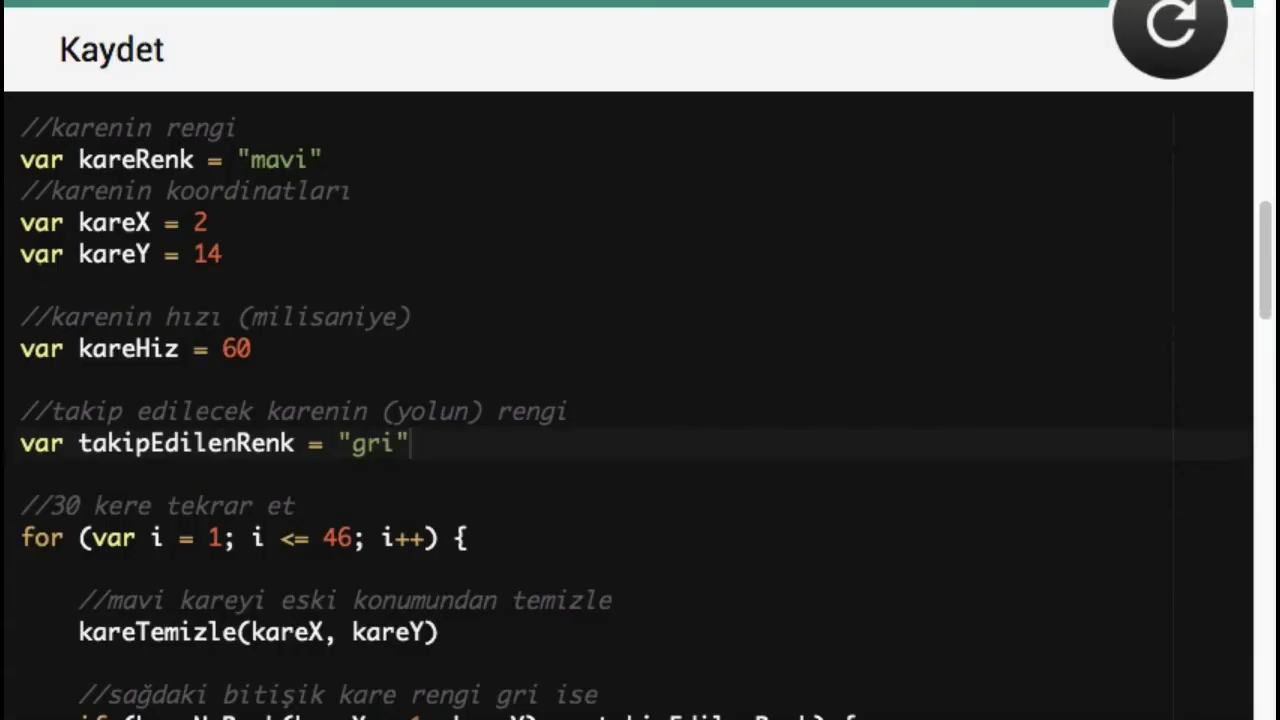 Kaydet
//karenin rengi
var kareRenk = "mavi"
//karenin koordinatları
var kareX = 2
var kareY = 14
//karenin hızı (milisaniye)
var kareHiz = 60
//takip edilecek karenin (yolun) rengi
var takipEdilenRenk = "gri"
//30 kere tekrar et
for (var i = 1; i <= 46; i++) {
//mavi kareyi eski konumundan temizle
kareTemizle(kareX, kareY)
//sağdaki bitişik kare rengi gri ise